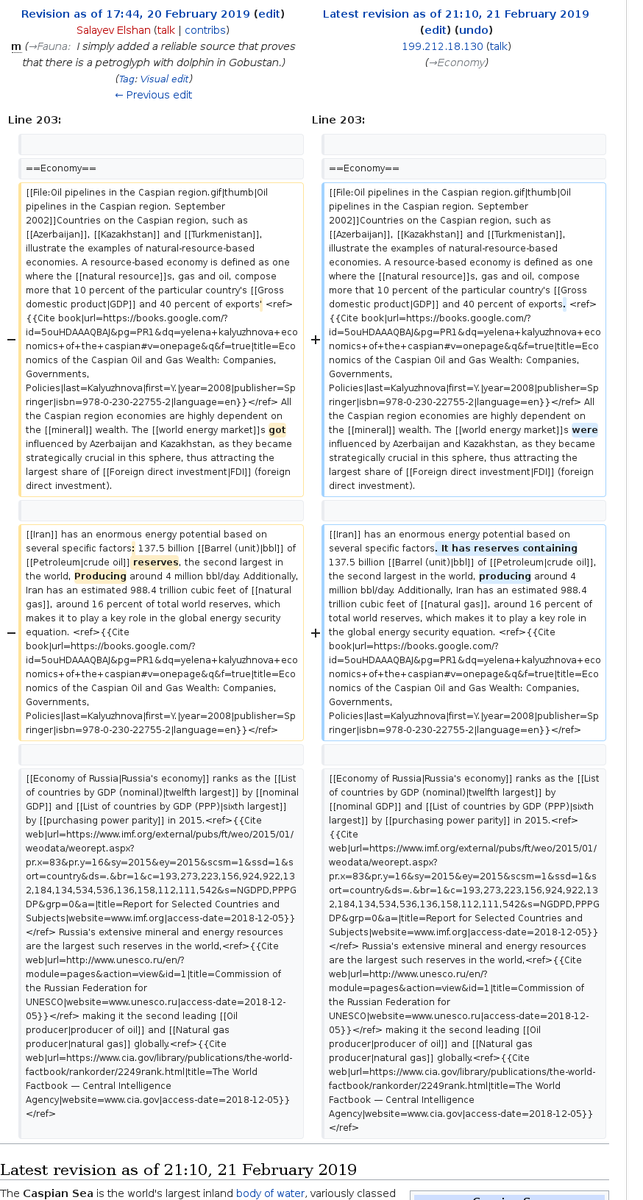 Revision as of 17:44, 20 February 2019 (edit)
Salayev Elshan (talk | contribs)
m (→Fauna: I simply added a reliable source that proves
that there is a petroglyph with dolphin in Gobustan.)
(Tag: Visual edit)
← Previous edit
Latest revision as of 21:10, 21 February 2019
(edit) (undo)
199.212.18.130 (talk)
(→Economy)
Line 203:
Line 203:
==Economy==
==Economy==
−
[[File:Oil pipelines in the Caspian region.gif|thumb|Oil
pipelines in the Caspian region. September
2002]]Countries on the Caspian region, such as
[[Azerbaijan]], [[Kazakhstan]] and [[Turkmenistan]],
illustrate the examples of natural-resource-based
economies. A resource-based economy is defined as one
where the [[natural resource]]s, gas and oil, compose
more that 10 percent of the particular country's [[Gross
domestic product|GDP]] and 40 percent of exports' <ref>
{{Cite book|url=https://books.google.com/?
id=5ouHDAAAQBAJ&pg=PR1&dq=yelena+kalyuzhnova+eco
nomics+of+the+caspian#v=onepage&q&f=true|title=Eco
nomics of the Caspian Oil and Gas Wealth: Companies,
Governments,
Policies|last=Kalyuzhnova|first=Y.|year=2008|publisher=Sp
ringer|isbn=978-0-230-22755-2|language=en}}</ref> All
the Caspian region economies are highly dependent on
the [[mineral]] wealth. The [[world energy market]]s got
influenced by Azerbaijan and Kazakhstan, as they became
strategically crucial in this sphere, thus attracting the
largest share of [[Foreign direct investment|FDI]] (foreign
direct investment).
+
[[File:Oil pipelines in the Caspian region.gif|thumb|Oil
pipelines in the Caspian region. September
2002]]Countries on the Caspian region, such as
[[Azerbaijan]], [[Kazakhstan]] and [[Turkmenistan]],
illustrate the examples of natural-resource-based
economies. A resource-based economy is defined as one
where the [[natural resource]]s, gas and oil, compose
more that 10 percent of the particular country's [[Gross
domestic product|GDP]] and 40 percent of exports. <ref>
{{Cite book|url=https://books.google.com/?
id=5ouHDAAAQBAJ&pg=PR1&dq=yelena+kalyuzhnova+eco
nomics+of+the+caspian#v=onepage&q&f=true|title=Eco
nomics of the Caspian Oil and Gas Wealth: Companies,
Governments,
Policies|last=Kalyuzhnova|first=Y.|year=2008|publisher=Sp
ringer|isbn=978-0-230-22755-2|language=en}}</ref> All
the Caspian region economies are highly dependent on
the [[mineral]] wealth. The [[world energy market]]s were
influenced by Azerbaijan and Kazakhstan, as they became
strategically crucial in this sphere, thus attracting the
largest share of [[Foreign direct investment|FDI]] (foreign
direct investment).
−
[[Iran]] has an enormous energy potential based on
several specific factors: 137.5 billion [[Barrel (unit)|bbl]] of
[[Petroleum|crude oil]] reserves, the second largest in
the world, Producing around 4 million bbl/day. Additionally,
Iran has an estimated 988.4 trillion cubic feet of [[natural
gas]], around 16 percent of total world reserves, which
makes it to play a key role in the global energy security
equation. <ref>{{Cite
book|url=https://books.google.com/?
id=5ouHDAAAQBAJ&pg=PR1&dq=yelena+kalyuzhnova+eco
nomics+of+the+caspian#v=onepage&q&f=true|title=Eco
nomics of the Caspian Oil and Gas Wealth: Companies,
Governments,
Policies|last=Kalyuzhnova|first=Y.|year=2008|publisher=Sp
ringer|isbn=978-0-230-22755-2|language=en}}</ref>
+
[[Iran]] has an enormous energy potential based on
several specific factors. It has reserves containing
137.5 billion [[Barrel (unit)|bbl]] of [[Petroleum|crude oil]],
the second largest in the world, producing around 4
million bbl/day. Additionally, Iran has an estimated 988.4
trillion cubic feet of [[natural gas]], around 16 percent of
total world reserves, which makes it to play a key role in
the global energy security equation. <ref>{{Cite
book|url=https://books.google.com/?
id=5ouHDAAAQBAJ&pg=PR1&dq=yelena+kalyuzhnova+eco
nomics+of+the+caspian#v=onepage&q&f=true|title=Eco
nomics of the Caspian Oil and Gas Wealth: Companies,
Governments,
Policies|last=Kalyuzhnova|first=Y.|year=2008|publisher=Sp
ringer|isbn=978-0-230-22755-2|language=en}}</ref>
[[Economy of Russia|Russia's economy]] ranks as the [[List
of countries by GDP (nominal)|twelfth largest]] by [[nominal
GDP]] and [[List of countries by GDP (PPP)|sixth largest]]
by [[purchasing power parity]] in 2015.<ref>{{Cite
web|url=https://www.imf.org/external/pubs/ft/weo/2015/01/
weodata/weorept.aspx?
pr.x=83&pr.y=16&sy=2015&ey=2015&scsm=1&ssd=1&s
ort=country&ds=.&br=1&c=193,273,223,156,924,922,13
2,184,134,534,536,136,158,112,111,542&s=NGDPD,PPPG
DP&grp=0&a=|title=Report for Selected Countries and
Subjects|website=www.imf.org|access-date=2018-12-05}}
</ref> Russia's extensive mineral and energy resources
are the largest such reserves in the world,<ref>{{Cite
web|url=http://www.unesco.ru/en/?
module=pages&action=view&id=1|title=Commission of
the Russian Federation for
UNESCO|website=www.unesco.ru|access-date=2018-12-
05}}</ref> making it the second leading [[Oil
producer|producer of oil]] and [[Natural gas
producer|natural gas]] globally.<ref>{{Cite
web|url=https://www.cia.gov/library/publications/the-world-
factbook/rankorder/2249rank.html|title=The World
Factbook — Central Intelligence
Agency|website=www.cia.gov|access-date=2018-12-05}}
</ref>
[[Economy of Russia|Russia's economy]] ranks as the [[List
of countries by GDP (nominal)|twelfth largest]] by
[[nominal GDP]] and [[List of countries by GDP (PPP)|sixth
largest]] by [[purchasing power parity]] in 2015.<ref>
{{Cite
web|url=https://www.imf.org/external/pubs/ft/weo/2015/01/
weodata/weorept.aspx?
pr.x=83&pr.y=16&sy=2015&ey=2015&scsm=1&ssd=1&s
ort=country&ds=.&br=1&c=193,273,223,156,924,922,13
2,184,134,534,536,136,158,112,111,542&s=NGDPD,PPPG
DP&grp=0&a=|title=Report for Selected Countries and
Subjects|website=www.imf.org|access-date=2018-12-05}}
</ref> Russia's extensive mineral and energy resources
are the largest such reserves in the world,<ref>{{Cite
web|url=http://www.unesco.ru/en/?
module=pages&action=view&id=1|title=Commission of
the Russian Federation for
UNESCO|website=www.unesco.ru|access-date=2018-12-
05}}</ref> making it the second leading [[Oil
producer|producer of oil]] and [[Natural gas
producer|natural gas]] globally.<ref>{{Cite
web|url=https://www.cia.gov/library/publications/the-world-
factbook/rankorder/2249rank.html|title=The World
Factbook — Central Intelligence
Agency|website=www.cia.gov|access-date=2018-12-05}}
</ref>
Latest revision as of 21:10, 21 February 2019
The Caspian Sea is the world's largest inland body of water, variously classed